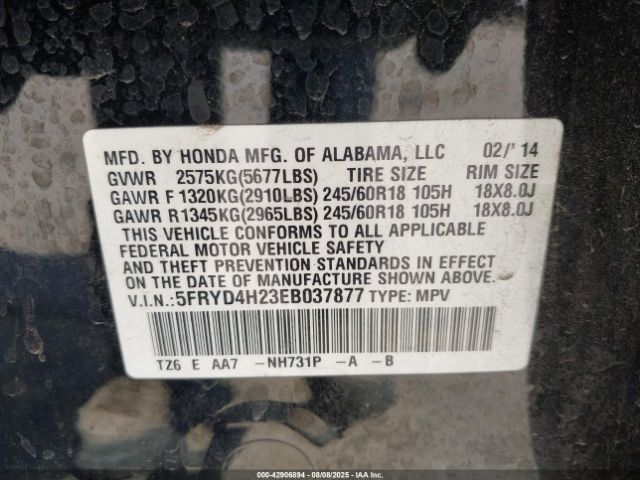 MFD. BY HONDA MFG. OF ALABAMA, LLC 02/'14
GVWR 2575KG(5677LBS) TIRE SIZE RIM SIZE
GAWR F 1320KG(2910LBS) 245/60R18 105H 18X8.0J
GAWR R1345KG(2965LBS) 245/60R18 105H 18X8.0J
THIS VEHICLE CONFORMS TO ALL APPLICABLE
FEDERAL MOTOR VEHICLE SAFETY
AND THEFT PREVENTION STANDARDS IN EFFECT
ON THE DATE OF MANUFACTURE SHOWN ABOVE.
V.I.N.:5FRYD4H23EB037877 TYPE: MPV
TZ6 E AA7 -NH731P -A -B
000-42906894 - 08/08/2025 - IAAI.com